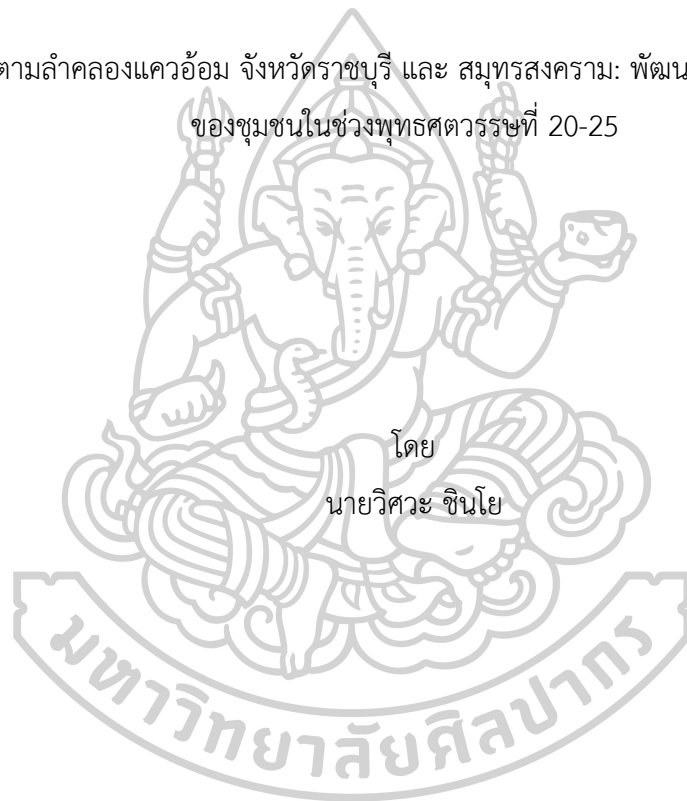 ตามลำคลองแควอ้อม จังหวัดราชบุรี และ สมุทรสงคราม: พัฒน
ของชุมชนในช่วงพุทธศตวรรษที่ 20-25
โดย
นายวิศวะ ชินโย
มหาวิทยาลัยศิลปากร